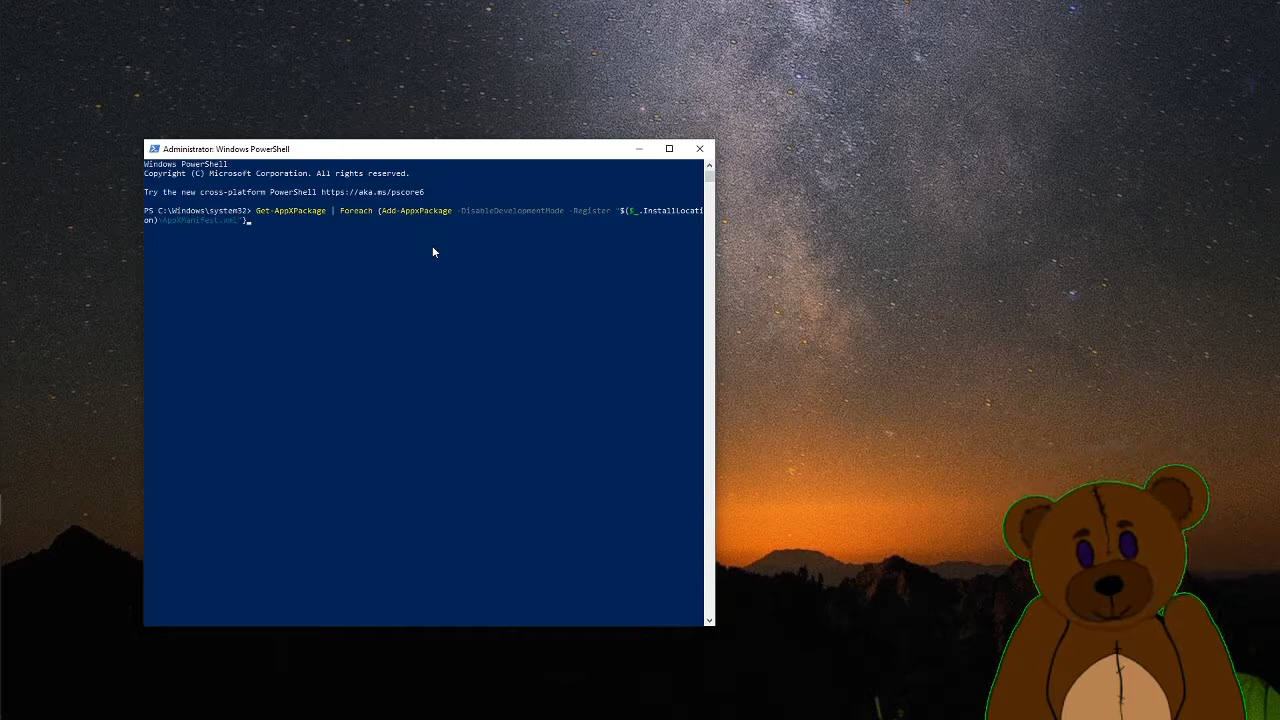 Administrator: Windows PowerShell
Windows PowerShell
Copyright (C) Microsoft Corporation. All rights reserved.
Try the new cross-platform PowerShell https://aka.ms/pscore6
PS C:\Windows\system32> Get-AppXPackage | Foreach {Add-AppxPackage -DisableDevelopmentMode -Register "$($_.InstallLocati
on)\AppXManifest.xml"}